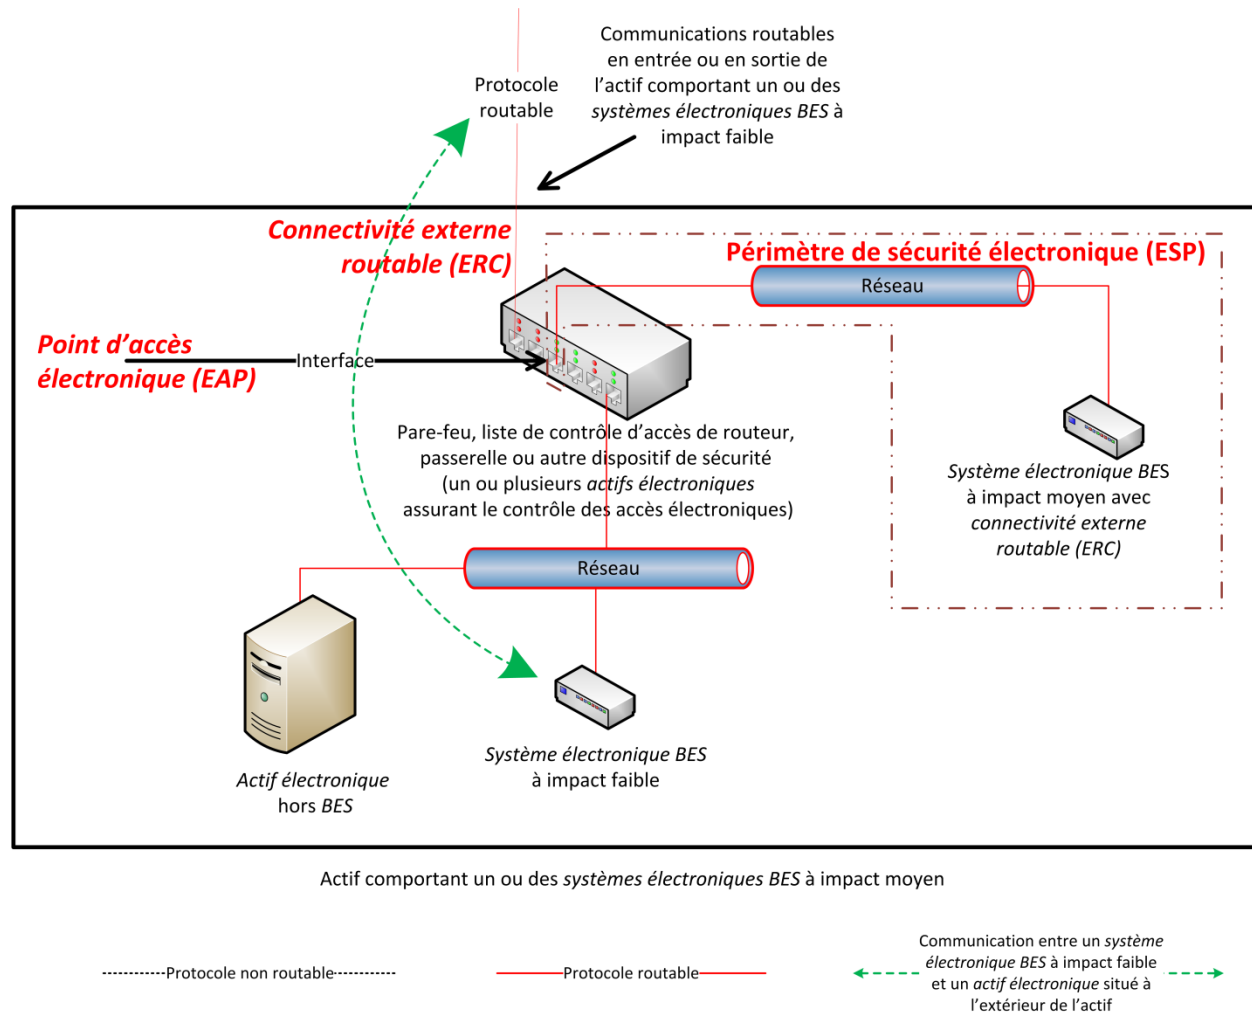 Communications routables
en entrée ou en sortie de
l’actif comportant un ou des
systèmes électroniques BES à
impact faible
Protocole
routable
Connectivité externe
routable (ERC)
Périmètre de sécurité électronique (ESP)
Réseau
Point d’accès
électronique (EAP)
Interface
Pare-feu, liste de contrôle d’accès de routeur,
passerelle ou autre dispositif de sécurité
(un ou plusieurs actifs électroniques
assurant le contrôle des accès électroniques)
Système électronique BES
à impact moyen avec
connectivité externe
routable (ERC)
Réseau
Actif électronique
hors BES
Système électronique BES
à impact faible
Actif comportant un ou des systèmes électroniques BES à impact moyen
Protocole non routable
Protocole routable
Communication entre un système
électronique BES à impact faible
et un actif électronique situé à
l’extérieur de l’actif